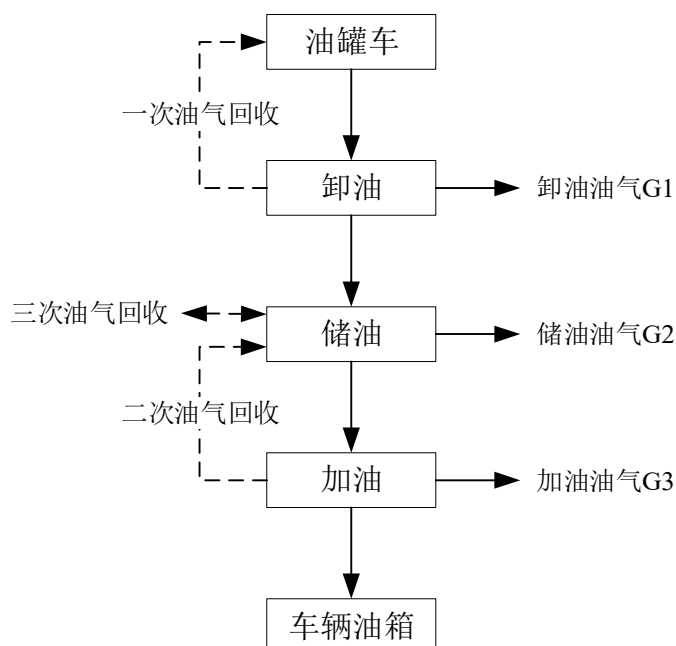 油罐车
一次油气回收
卸油
卸油油气G1
三次油气回收
储油
储油油气G2
二次油气回收
加油
加油油气G3
车辆油箱